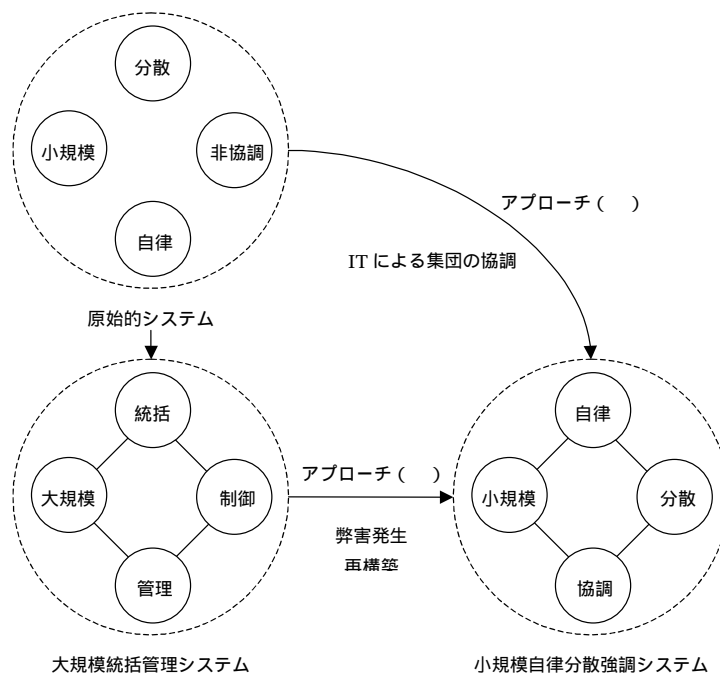 分散
小規模
非協調
自律
アプローチ（　）
ITによる集団の協調
原始的システム
統括
大規模
制御
管理
アプローチ（　）
弊害発生
再構築
自律
小規模
分散
協調
大規模統括管理システム
小規模自律分散強調システム